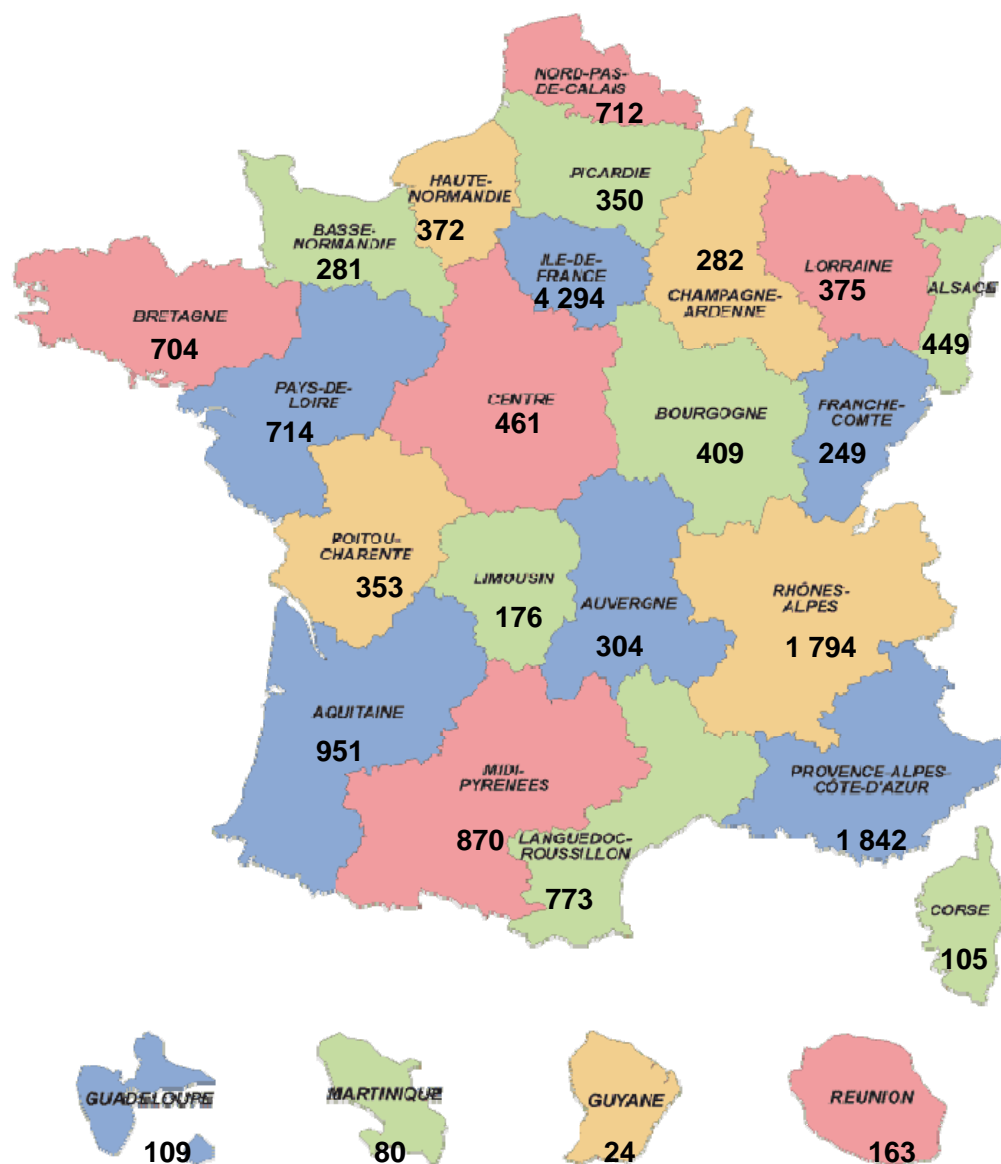 NORD-PAS-
DE-CALAIS
712
PICARDIE
350
HAUTE-
NORMANDIE
372
BASSE-
NORMANDIE
281
ILE-DE-
FRANCE
4 294
282
CHAMPAGNE-
ARDENNE
LORRAINE
375
ALSACE
449
BRETAGNE
704
PAYS-DE-
LOIRE
714
CENTRE
461
BOURGOGNE
409
FRANCHE-
COMTE
249
POITOU-
CHARENTE
353
LIMOUSIN
176
AUVERGNE
304
RHÔNES-
ALPES
1 794
AQUITAINE
951
MIDI-
PYRENEES
870
LANGUEDOC-
ROUSSILLON
773
PROVENCE-ALPES-
CÔTE-D'AZUR
1 842
CORSE
105
GUADELOUPE
109
MARTINIQUE
80
GUYANE
24
REUNION
163